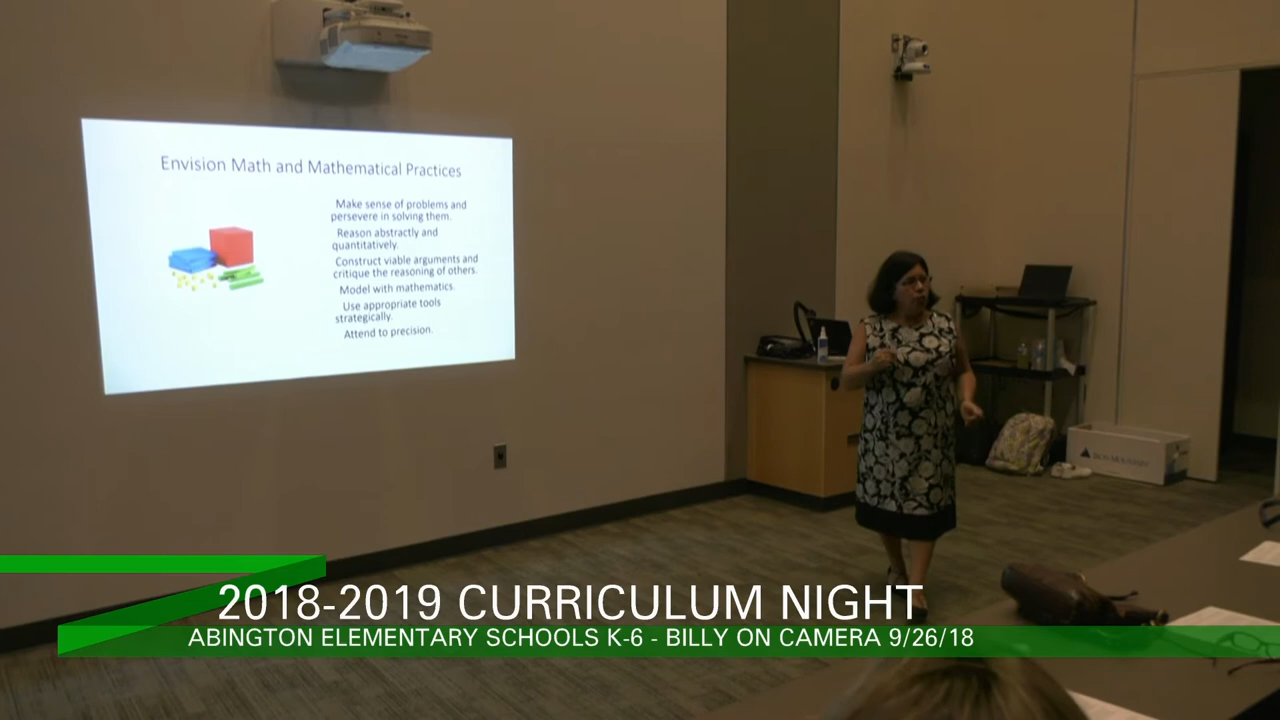 Envision Math and Mathematical Practices
Make sense of problems and
persevere in solving them.
Reason abstractly and
quantitatively.
Construct viable arguments and
critique the reasoning of others.
Model with mathematics.
Use appropriate tools
strategically.
Attend to precision.
IRON MOUNTAIN
2018-2019 CURRICULUM NIGHT
ABINGTON ELEMENTARY SCHOOLS K-6 - BILLY ON CAMERA 9/26/18